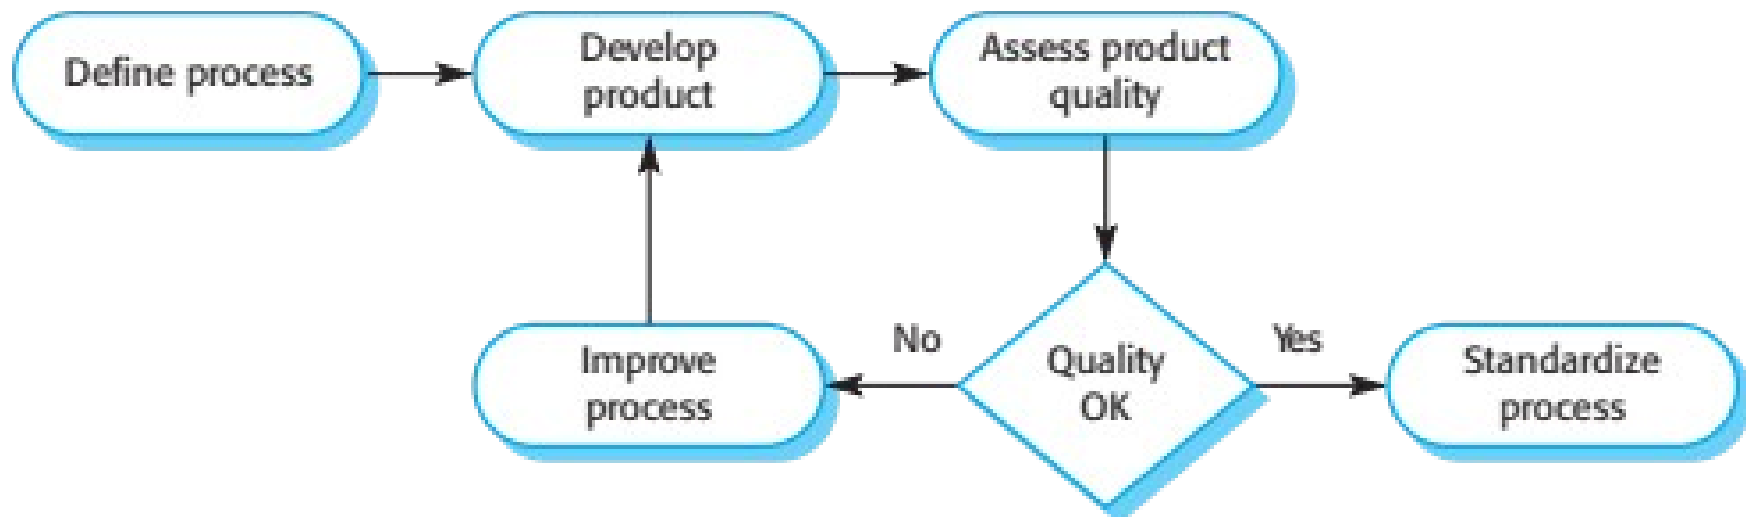 Define process
Develop
product
Assess product
quality
Improve
process
No
Quality
OK
Yes
Standardize
process